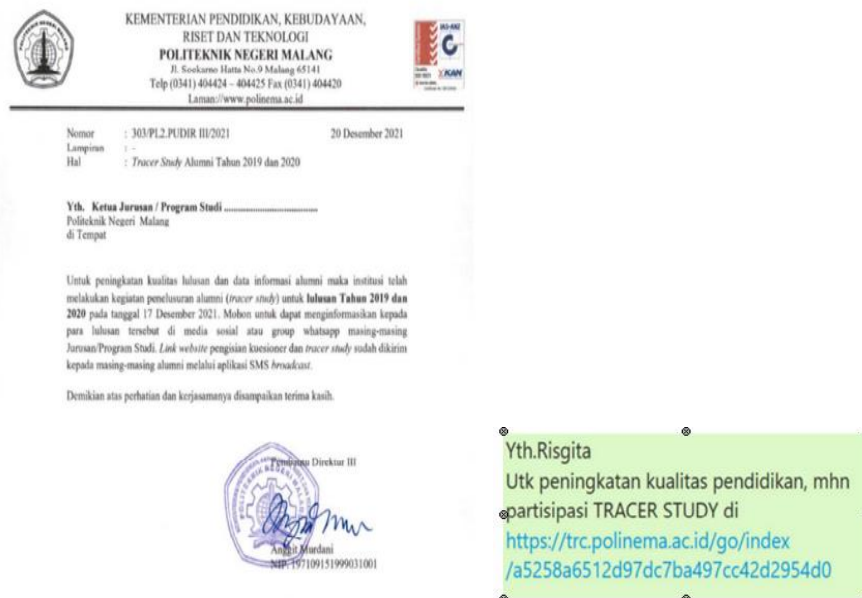 KEMENTERIAN PENDIDIKAN, KEBUDAYAAN,
RISET DAN TEKNOLOGI
POLITEKNIK NEGERI MALANG
Jl. Soekarno Hatta No.9 Malang 65141
Telp (0341) 404424 – 404425 Fax (0341) 404420
Laman://www.polinema.ac.id
KAN
Nomor : 303/PL2.PUDIR III/2021 20 Desember 2021
Lampiran : -
Hal : Tracer Study Alumni Tahun 2019 dan 2020
Yth. Ketua Jurusan / Program Studi ....................................
Politeknik Negeri Malang
di Tempat
Untuk peningkatan kualitas lulusan dan data informasi alumni maka institusi telah
melakukan kegiatan penelusuran alumni (tracer study) untuk lulusan Tahun 2019 dan
2020 pada tanggal 17 Desember 2021. Mohon untuk dapat menginformasikan kepada
para lulusan tersebut di media sosial atau group whatsapp masing-masing
Jurusan/Program Studi. Link website pengisian kuesioner dan tracer study sudah dikirim
kepada masing-masing alumni melalui aplikasi SMS broadcast.
Demikian atas perhatian dan kerjasamanya disampaikan terima kasih.
Pembantu Direktur III
Anggit Murdani
NIP. 197109151999031001
Yth.Risgita
Utk peningkatan kualitas pendidikan, mhn
partisipasi TRACER STUDY di
https://trc.polinema.ac.id/go/index
/a5258a6512d97dc7ba497cc42d2954d0